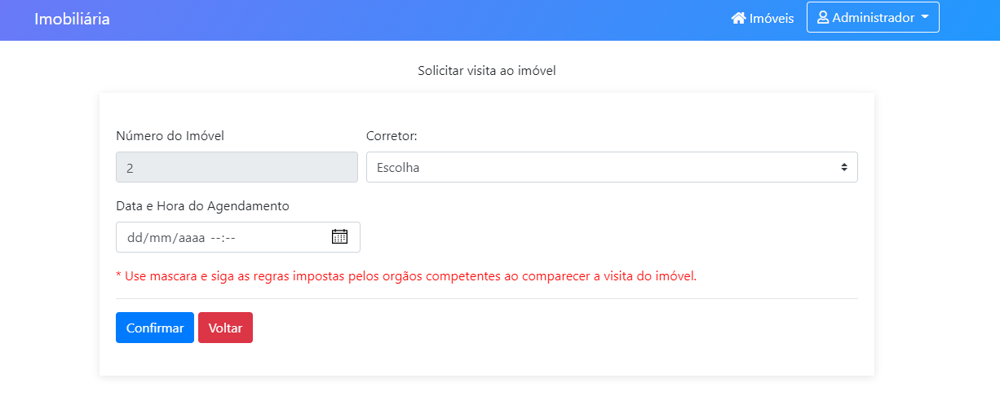 Imobiliária
Imóveis
Administrador
Solicitar visita ao imóvel
Número do Imóvel
Corretor:
2
Escolha
Data e Hora do Agendamento
dd/mm/aaaa --:--
* Use mascara e siga as regras impostas pelos orgãos competentes ao comparecer a visita do imóvel.
Confirmar
Voltar